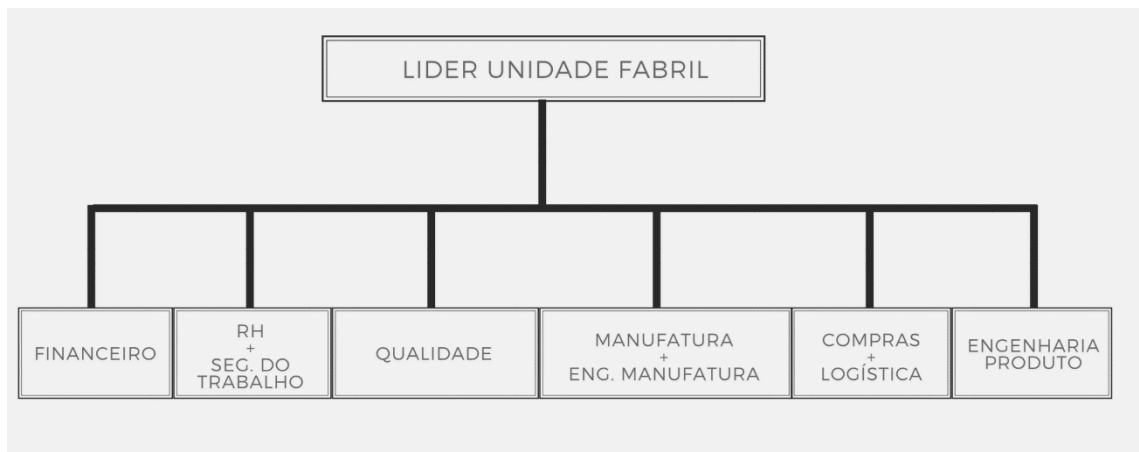 LIDER UNIDADE FABRIL
FINANCEIRO
RH
+
SEG. DO
TRABALHO
QUALIDADE
MANUFATURA
+
ENG. MANUFATURA
COMPRAS
+
LOGÍSTICA
ENGENHARIA
PRODUTO